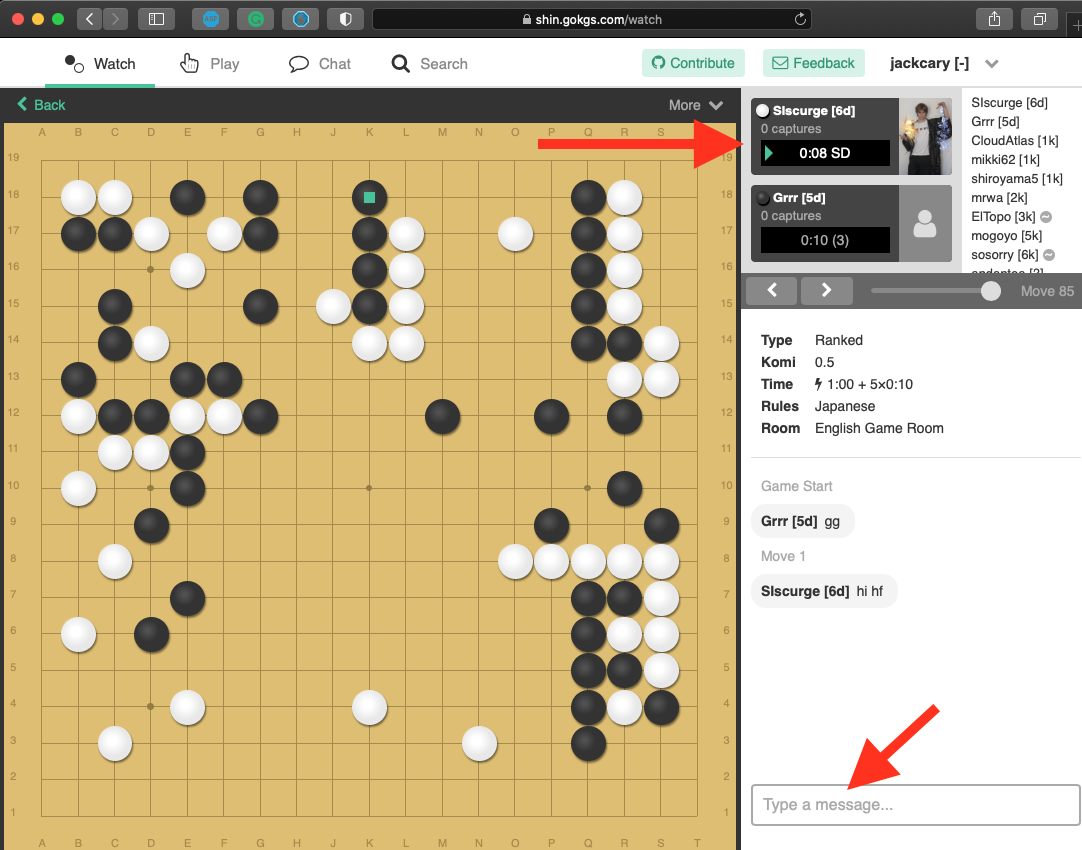 shin.gokgs.com/watch
Watch Play Chat Search Contribute Feedback jackcary [-]
Back More
A B C D E F G H J K L M N O P Q R S T
19 19
18 18
17 17
16 16
15 15
14 14
13 13
12 12
11 11
10 10
9 9
8 8
7 7
6 6
5 5
4 4
3 3
2 2
1 1
A B C D E F G H J K L M N O P Q R S T
SIscurge [6d]
0 captures
0:08 SD
Grrr [5d]
0 captures
0:10 (3)
SIscurge [6d]
Grrr [5d]
CloudAtlas [1k]
mikki62 [1k]
shiroyama5 [1k]
mrwa [2k]
ElTopo [3k]
mogoyo [5k]
sosorry [6k]
Move 85
Type Ranked
Komi 0.5
Time 1:00 + 5×0:10
Rules Japanese
Room English Game Room
Game Start
Grrr [5d] gg
Move 1
SIscurge [6d] hi hf
Type a message...